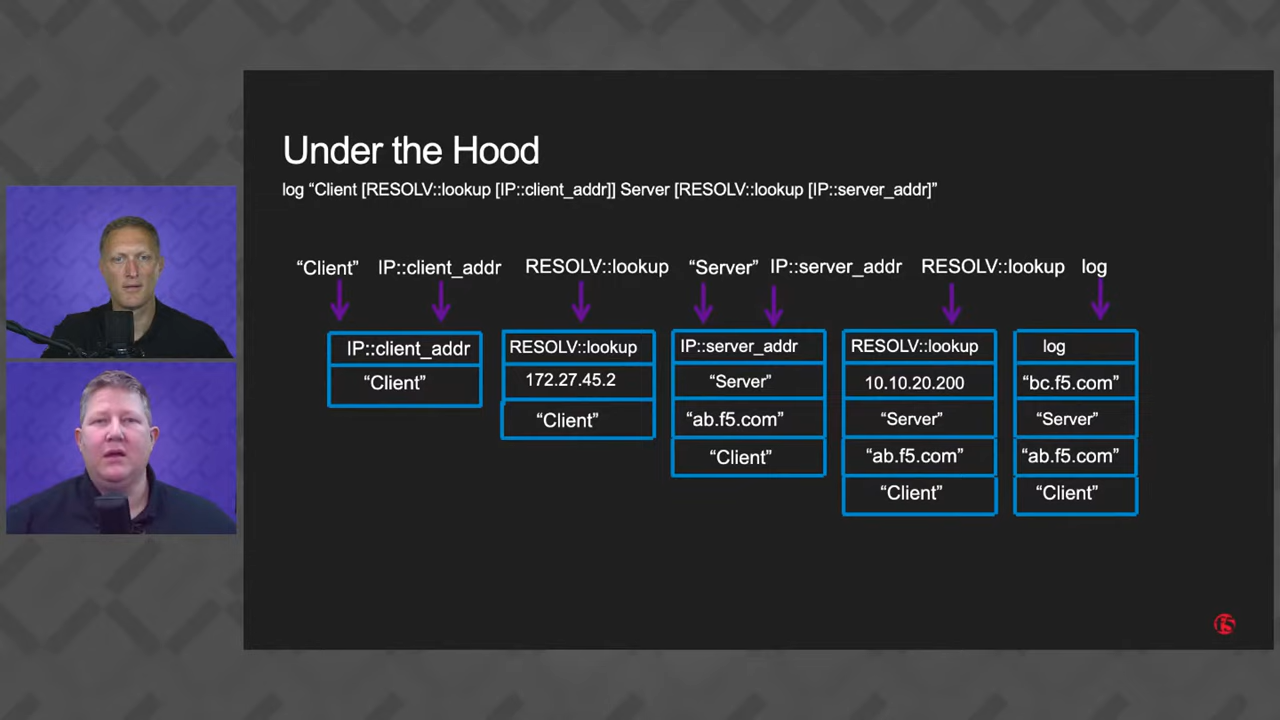 Under the Hood
log “Client [RESOLV::lookup [IP::client_addr]] Server [RESOLV::lookup [IP::server_addr]”
“Client” IP::client_addr RESOLV::lookup “Server” IP::server_addr RESOLV::lookup log
IP::client_addr RESOLV::lookup IP::server_addr RESOLV::lookup log
“Client” 172.27.45.2 “Server” 10.10.20.200 “bc.f5.com”
“Client” “ab.f5.com” “Server” “Server”
“Client” “ab.f5.com” “ab.f5.com”
“Client” “Client”
f5